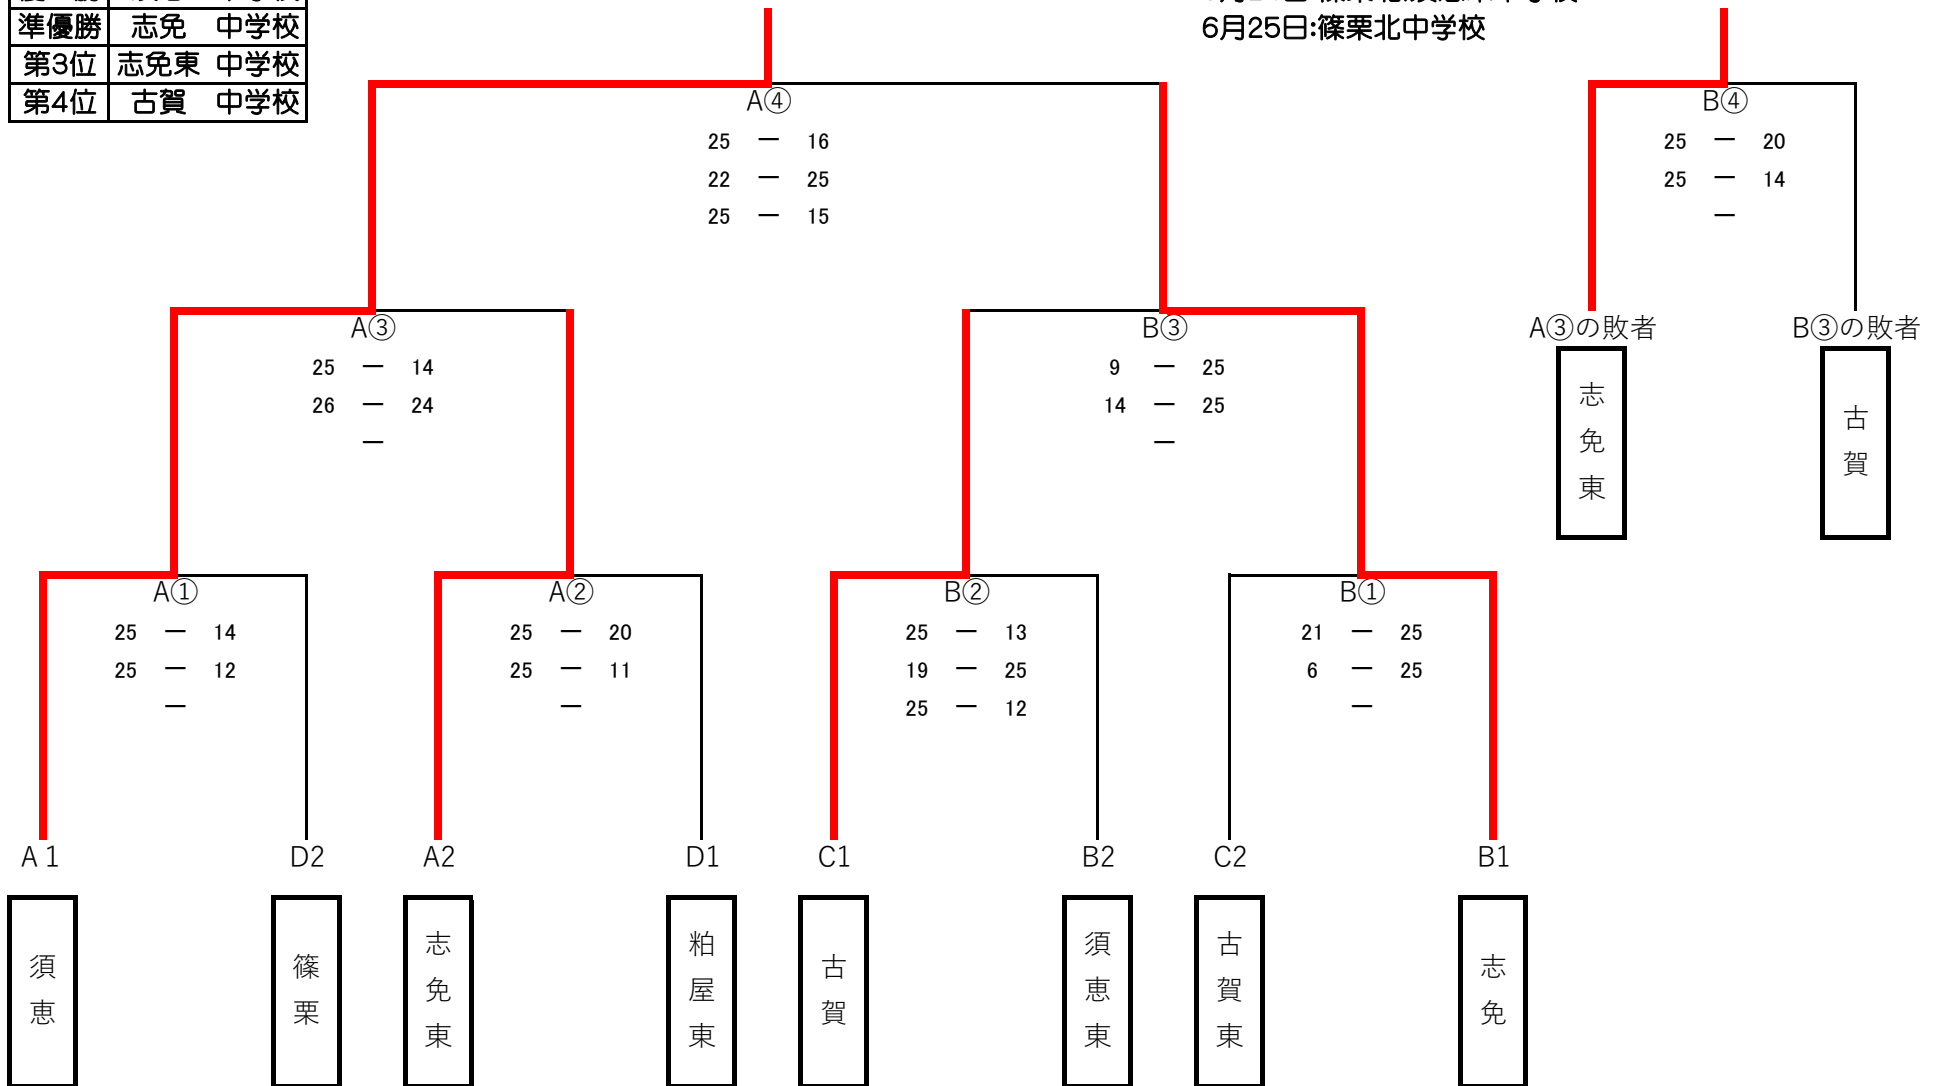 準優勝 志免 中学校
第3位 志免東 中学校
第4位 古賀 中学校
6月25日:篠栗北中学校
A④
25 ー 16
22 ー 25
25 ー 15
B④
25 ー 20
25 ー 14
ー
A③
25 ー 14
26 ー 24
ー
B③
9 ー 25
14 ー 25
ー
A③の敗者
志免東
B③の敗者
古賀
A①
25 ー 14
25 ー 12
ー
A②
25 ー 20
25 ー 11
ー
B②
25 ー 13
19 ー 25
25 ー 12
B①
21 ー 25
6 ー 25
ー
A 1
D2
A2
D1
C1
B2
C2
B1
須恵
篠栗
志免東
粕屋東
古賀
須恵東
古賀東
志免